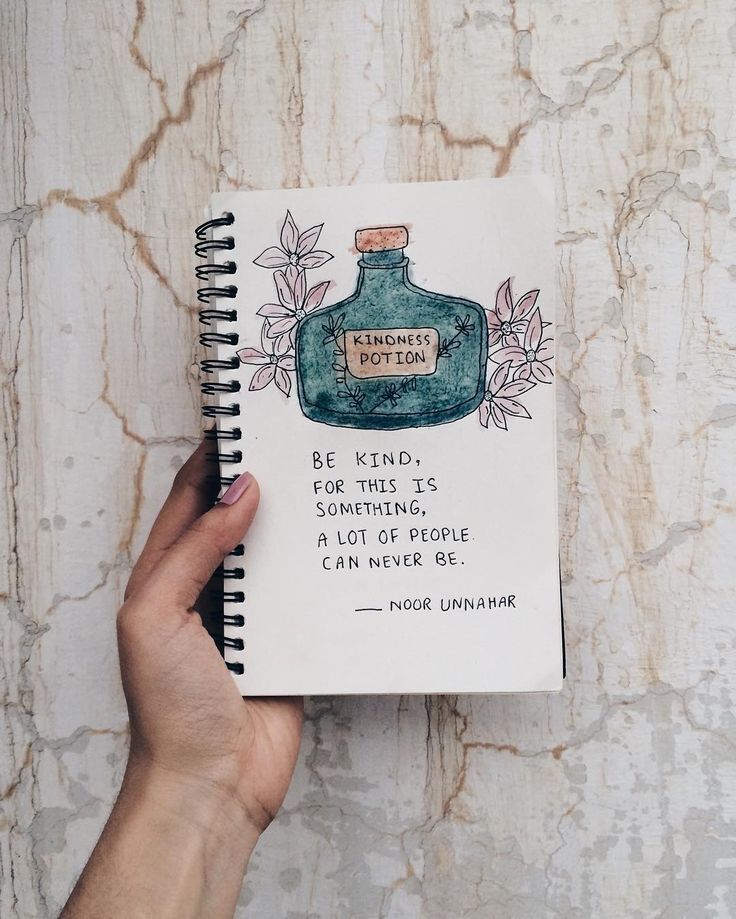 KINDNESS
POTION
BE KIND,
FOR THIS IS
SOMETHING,
A LOT OF PEOPLE
CAN NEVER BE.
— NOOR UNNAHAR